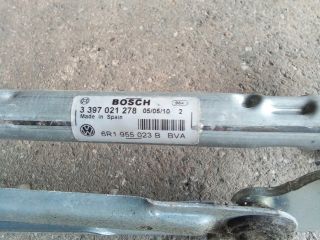 BOSCH
3 397 021 278 05/05/10 2
Made in Spain
L
6R1 955 023 B BVA